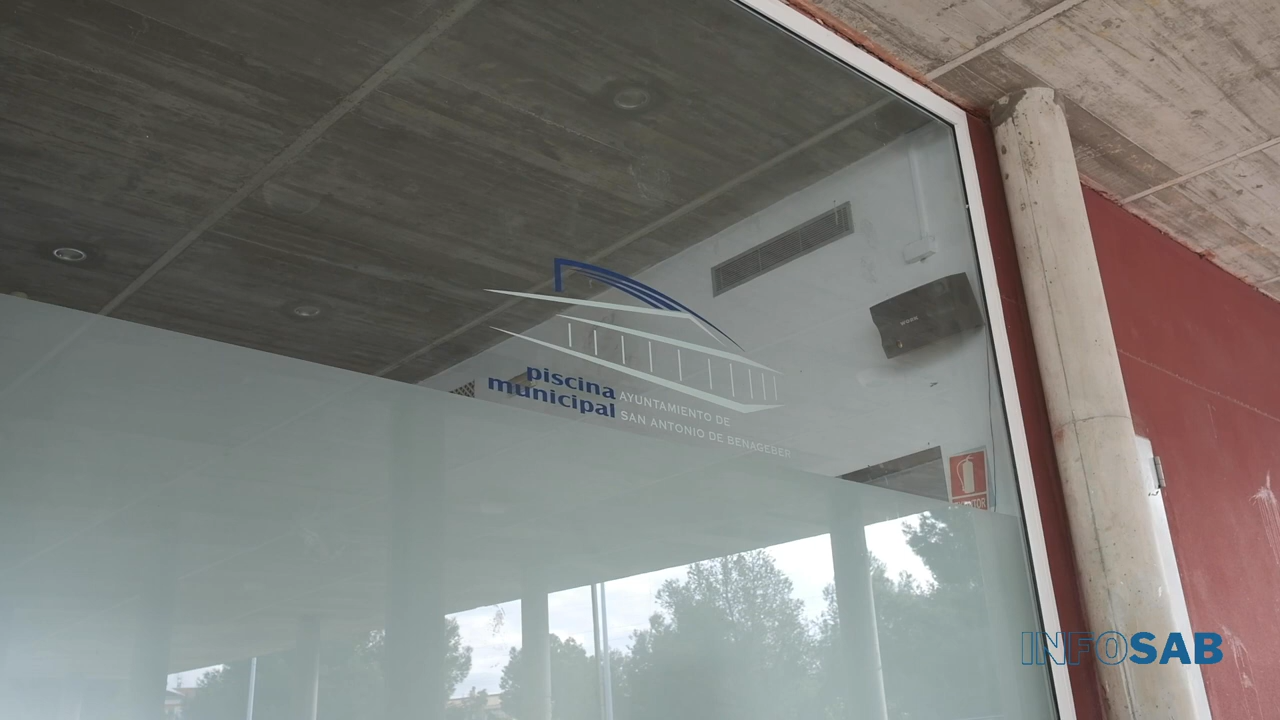 piscina
municipal
AYUNTAMIENTO DE
SAN ANTONIO DE BENAGEBER
INFOSAB